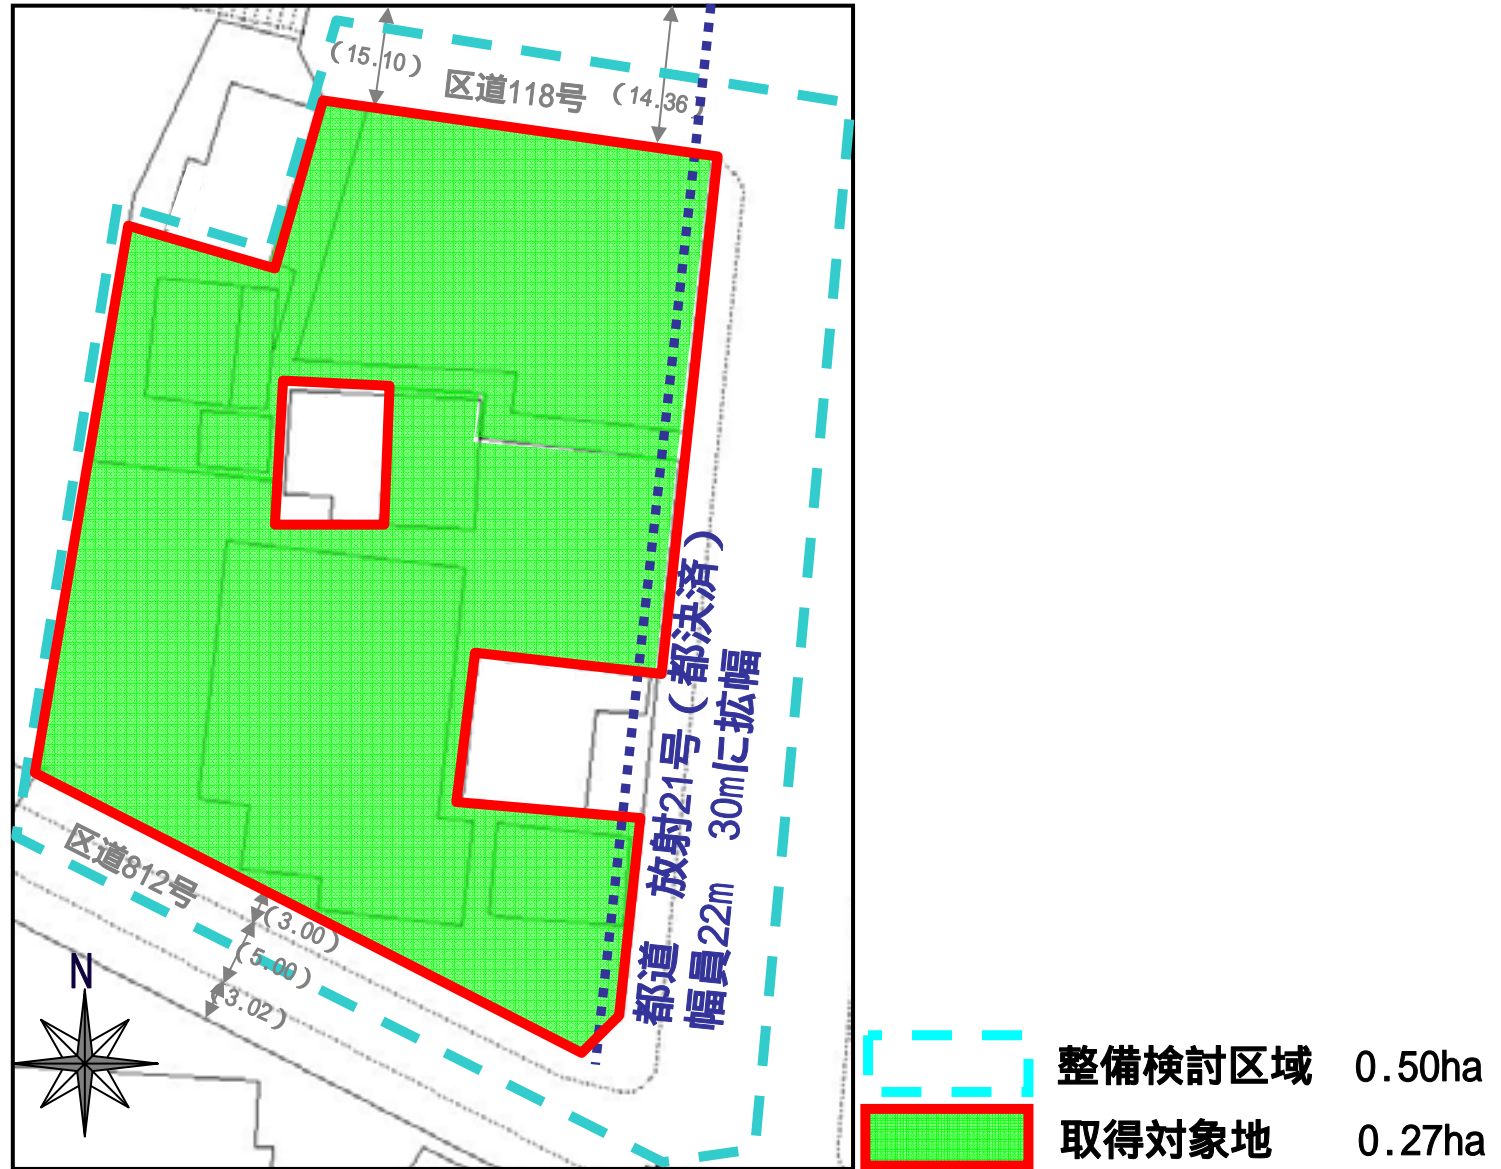 （15.10）
区道118号
（14.36）
都道　放射21号（都決済）
幅員22m　30mに拡幅
区道812号
（3.00）
（5.00）
（3.02）
N
整備検討区域　0.50ha
取得対象地　0.27ha